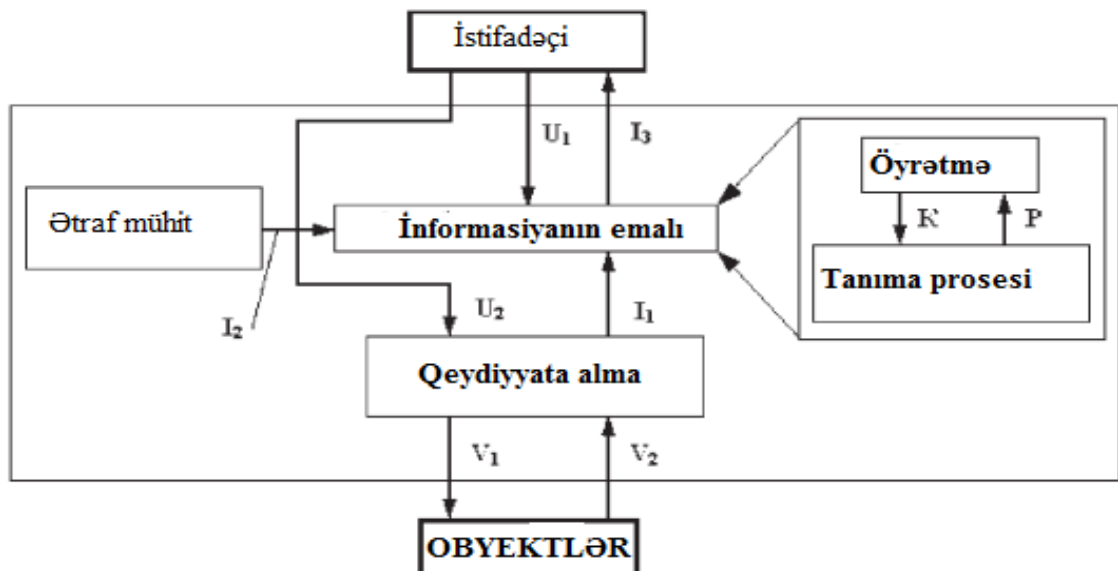 İstifadəçi
U₁
I₃
Öyrətmə
Ətraf mühit
İnformasiyanın emalı
K
P
Tanıma prosesi
I₂
U₂
I₁
Qeydiyyata alma
V₁
V₂
OBYEKTLƏR